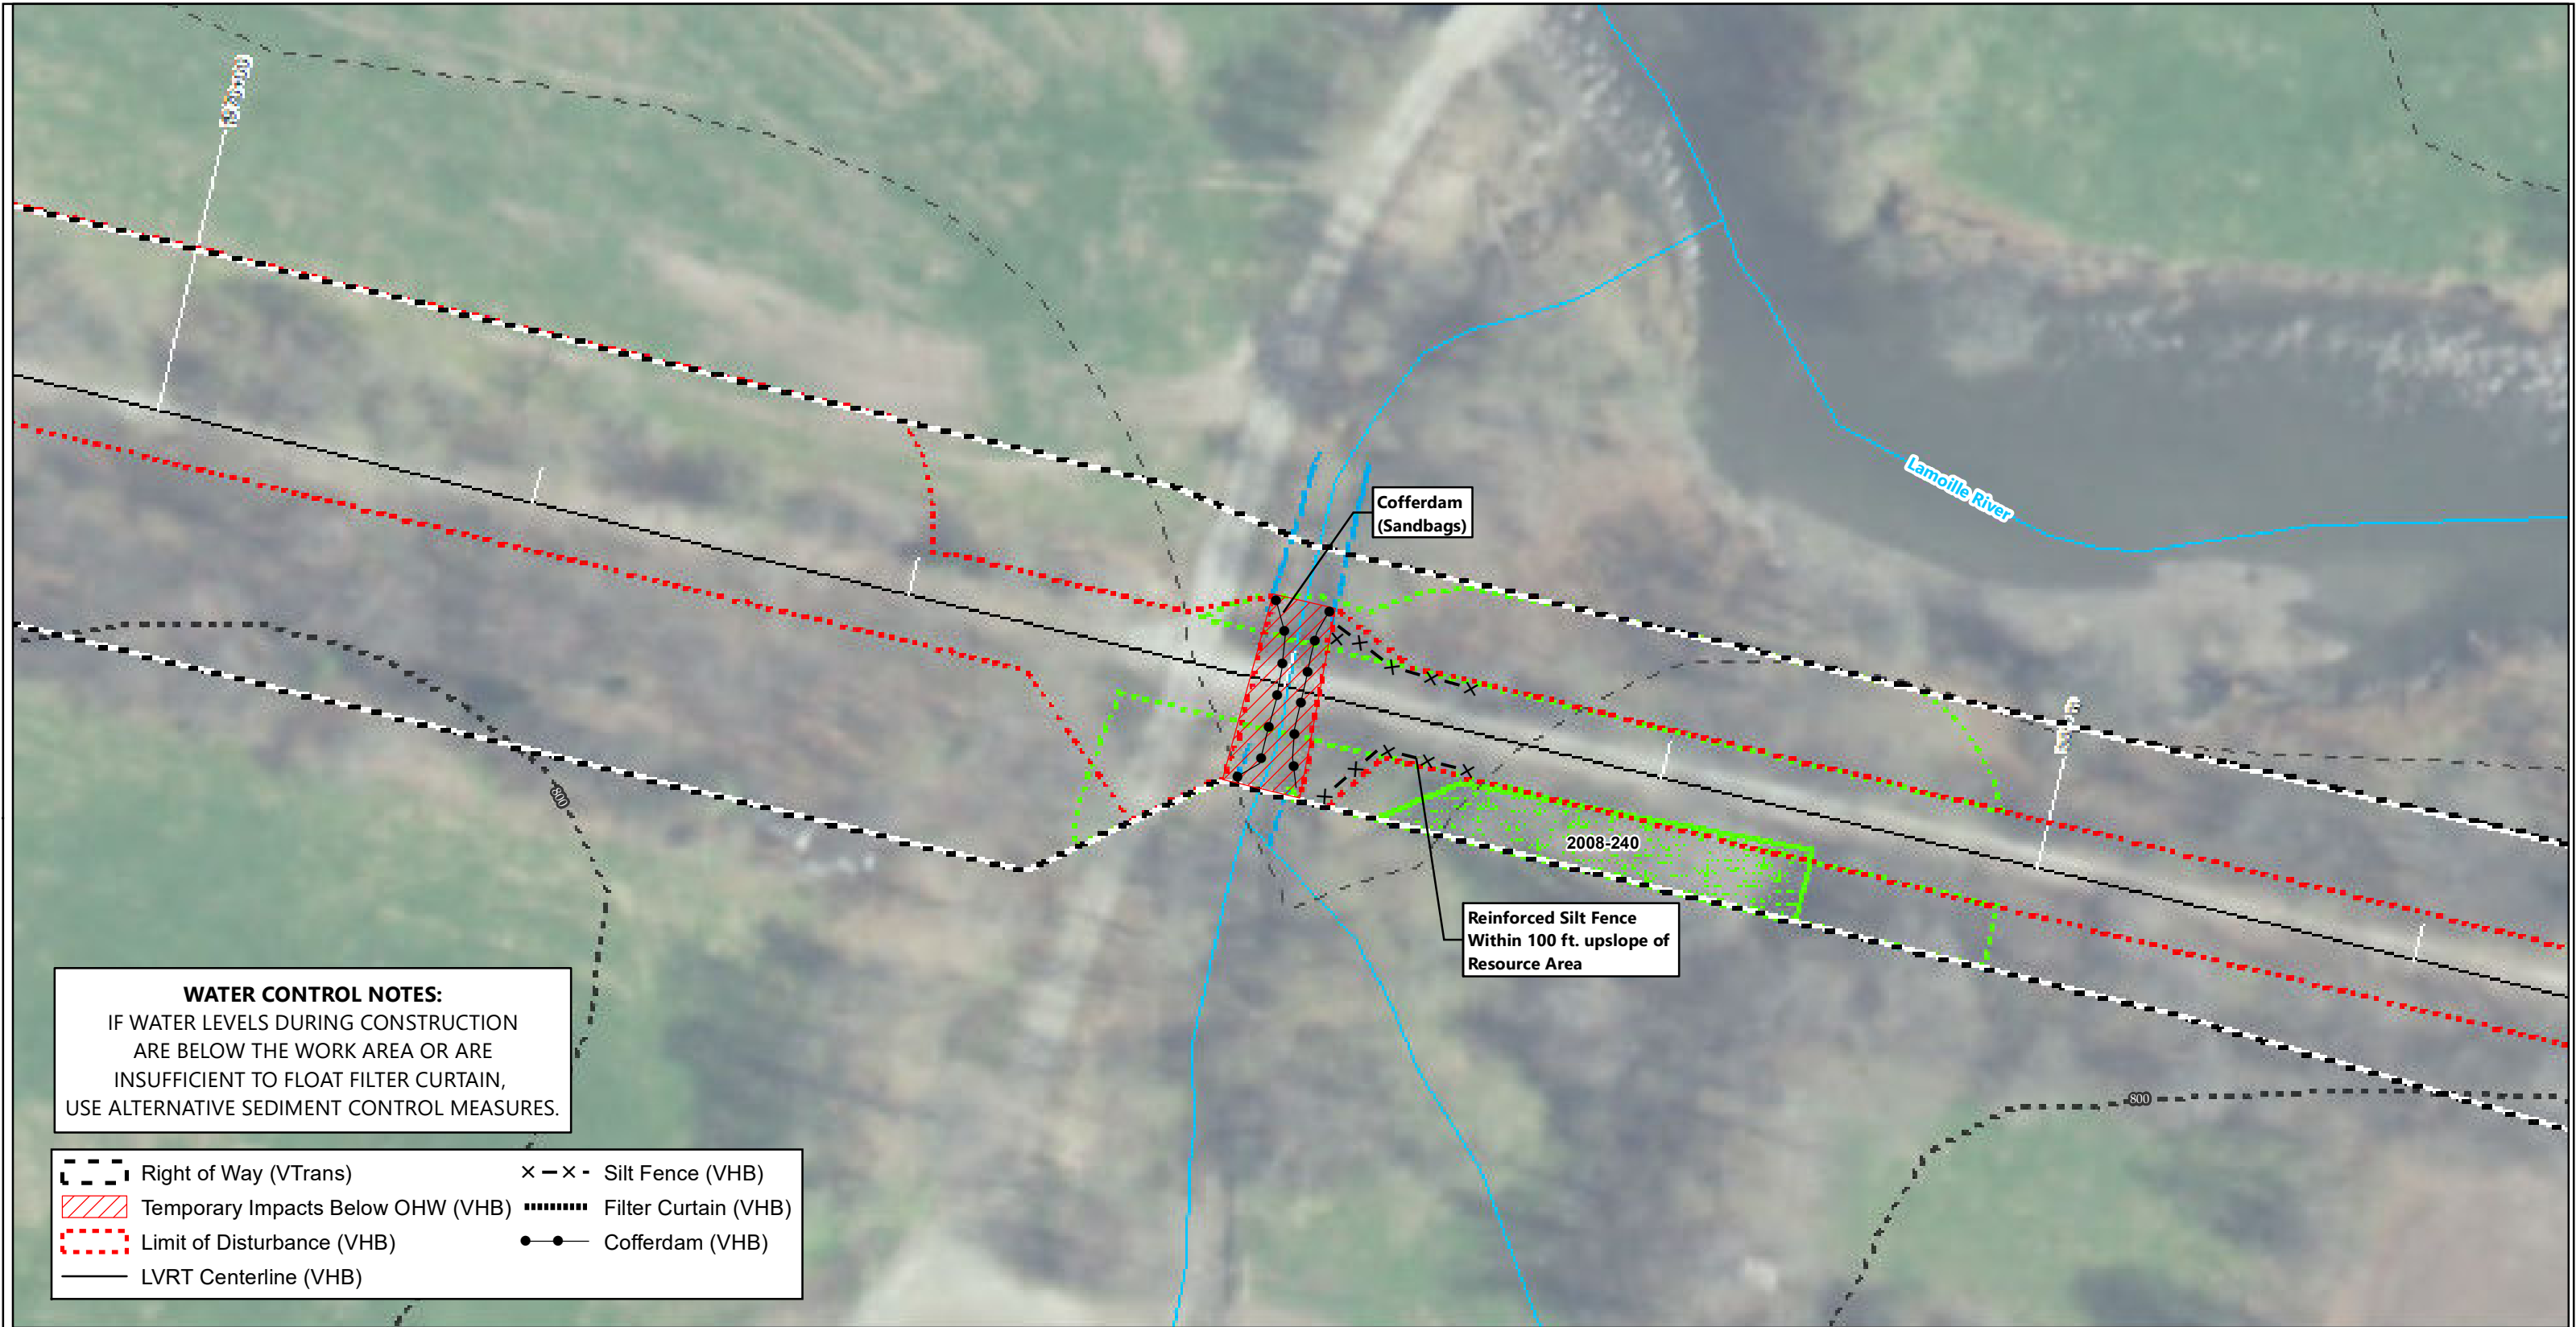 Cofferdam
(Sandbags)
Lamoille River
800
2008-240
Reinforced Silt Fence
Within 100 ft. upslope of
Resource Area
WATER CONTROL NOTES:
IF WATER LEVELS DURING CONSTRUCTION
ARE BELOW THE WORK AREA OR ARE
INSUFFICIENT TO FLOAT FILTER CURTAIN,
USE ALTERNATIVE SEDIMENT CONTROL MEASURES.
800
Right of Way (VTrans)
Temporary Impacts Below OHW (VHB)
Limit of Disturbance (VHB)
LVRT Centerline (VHB)
Silt Fence (VHB)
Filter Curtain (VHB)
Cofferdam (VHB)